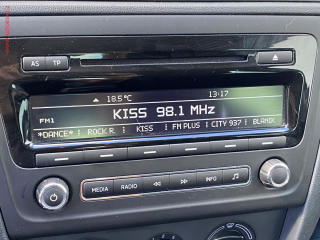 AS TP
18.5°C 13:17
KISS 98.1 MHz
FM1
*DANCE* ROCK R. KISS FM PLUS CITY 937 BLANÍK
MEDIA RADIO INFO